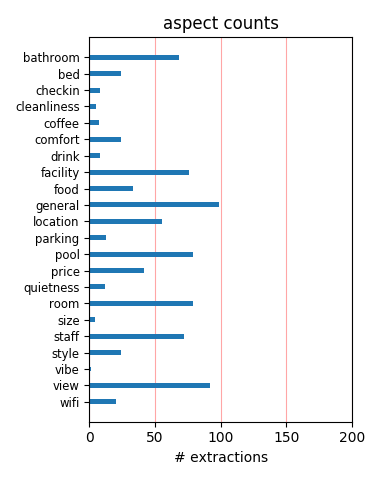 aspect counts
bathroom
bed
checkin
cleanliness
coffee
comfort
drink
facility
food
general
location
parking
pool
price
quietness
room
size
staff
style
vibe
view
wifi
0 50 100 150 200
# extractions